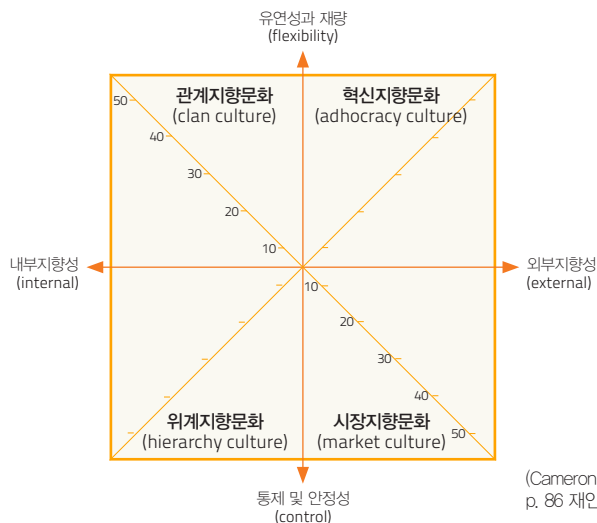 유연성과 재량
(flexibility)
관계지향문화
(clan culture)
혁신지향문화
(adhocracy culture)
50
40
30
20
10
내부지향성
(internal)
외부지향성
(external)
10
20
30
40
50
위계지향문화
(hierarchy culture)
시장지향문화
(market culture)
통제 및 안정성
(control)
(Cameron
p. 86